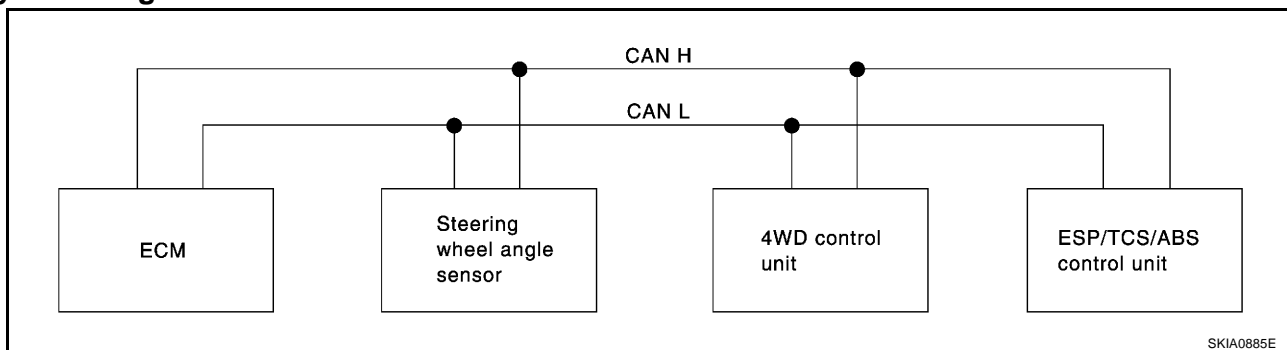 CAN H
CAN L
ECM
Steering
wheel angle
sensor
4WD control
unit
ESP/TCS/ABS
control unit
SKIA0885E